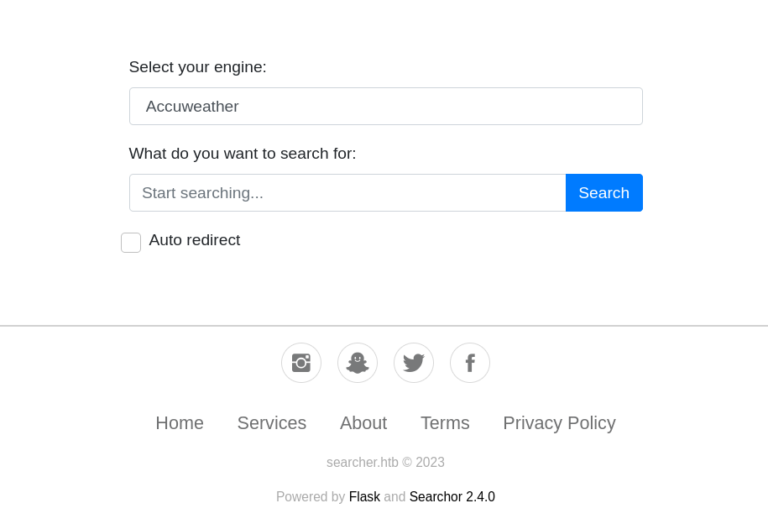 Select your engine:
Accuweather
What do you want to search for:
Start searching... Search
Auto redirect
Home Services About Terms Privacy Policy
searcher.htb © 2023
Powered by Flask and Searchor 2.4.0